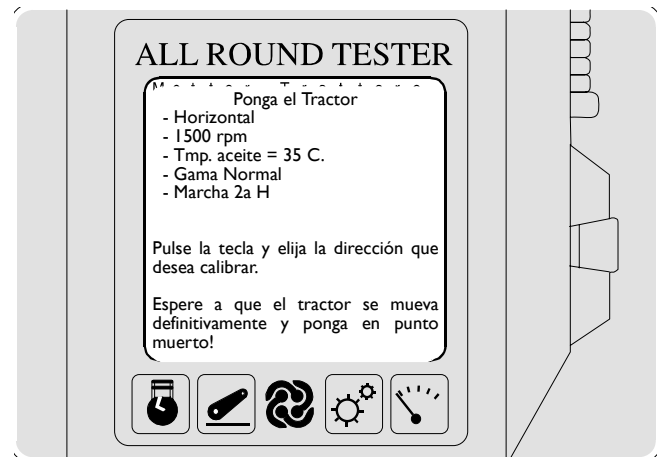 ALL ROUND TESTER
Ponga el Tractor
- Horizontal
- 1500 rpm
- Tmp. aceite = 35 C.
- Gama Normal
- Marcha 2a H
Pulse la tecla y elija la dirección que
desea calibrar.
Espere a que el tractor se mueva
definitivamente y ponga en punto
muerto!